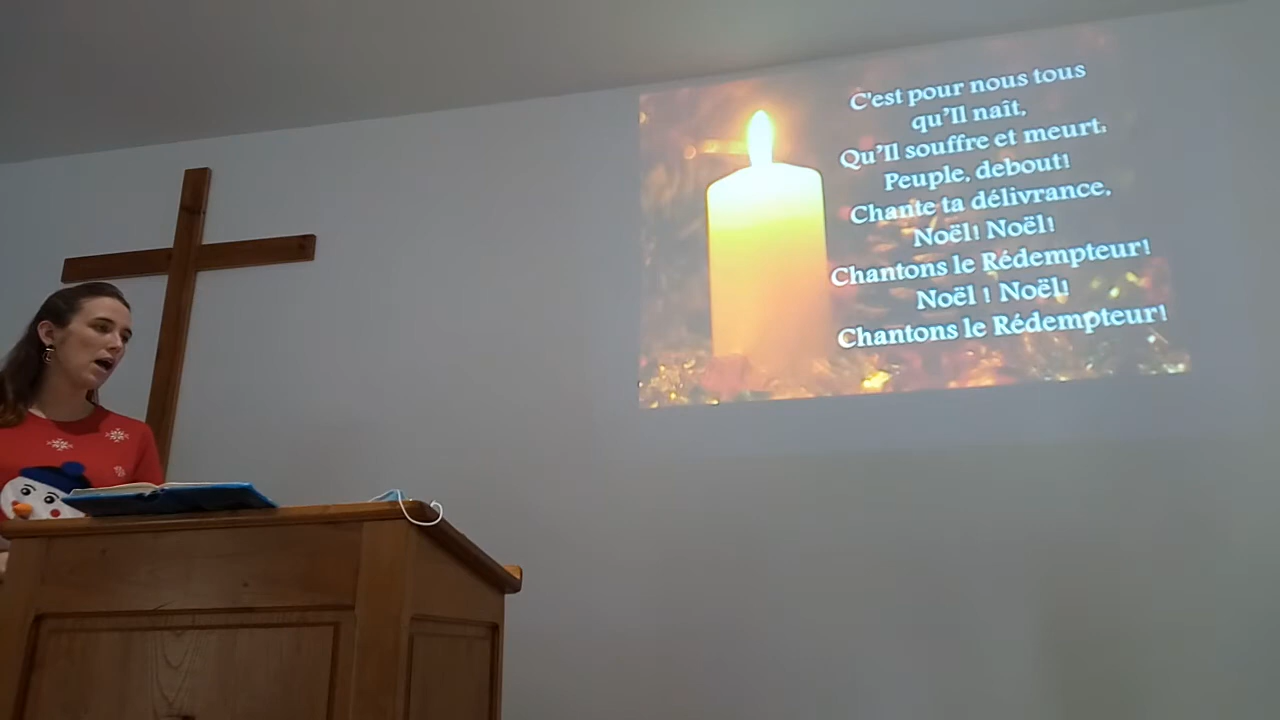 C'est pour nous tous
qu'Il naît,
Qu'Il souffre et meurt.
Peuple, debout!
Chante ta délivrance,
Noël! Noël!
Chantons le Rédempteur!
Noël ! Noël!
Chantons le Rédempteur!